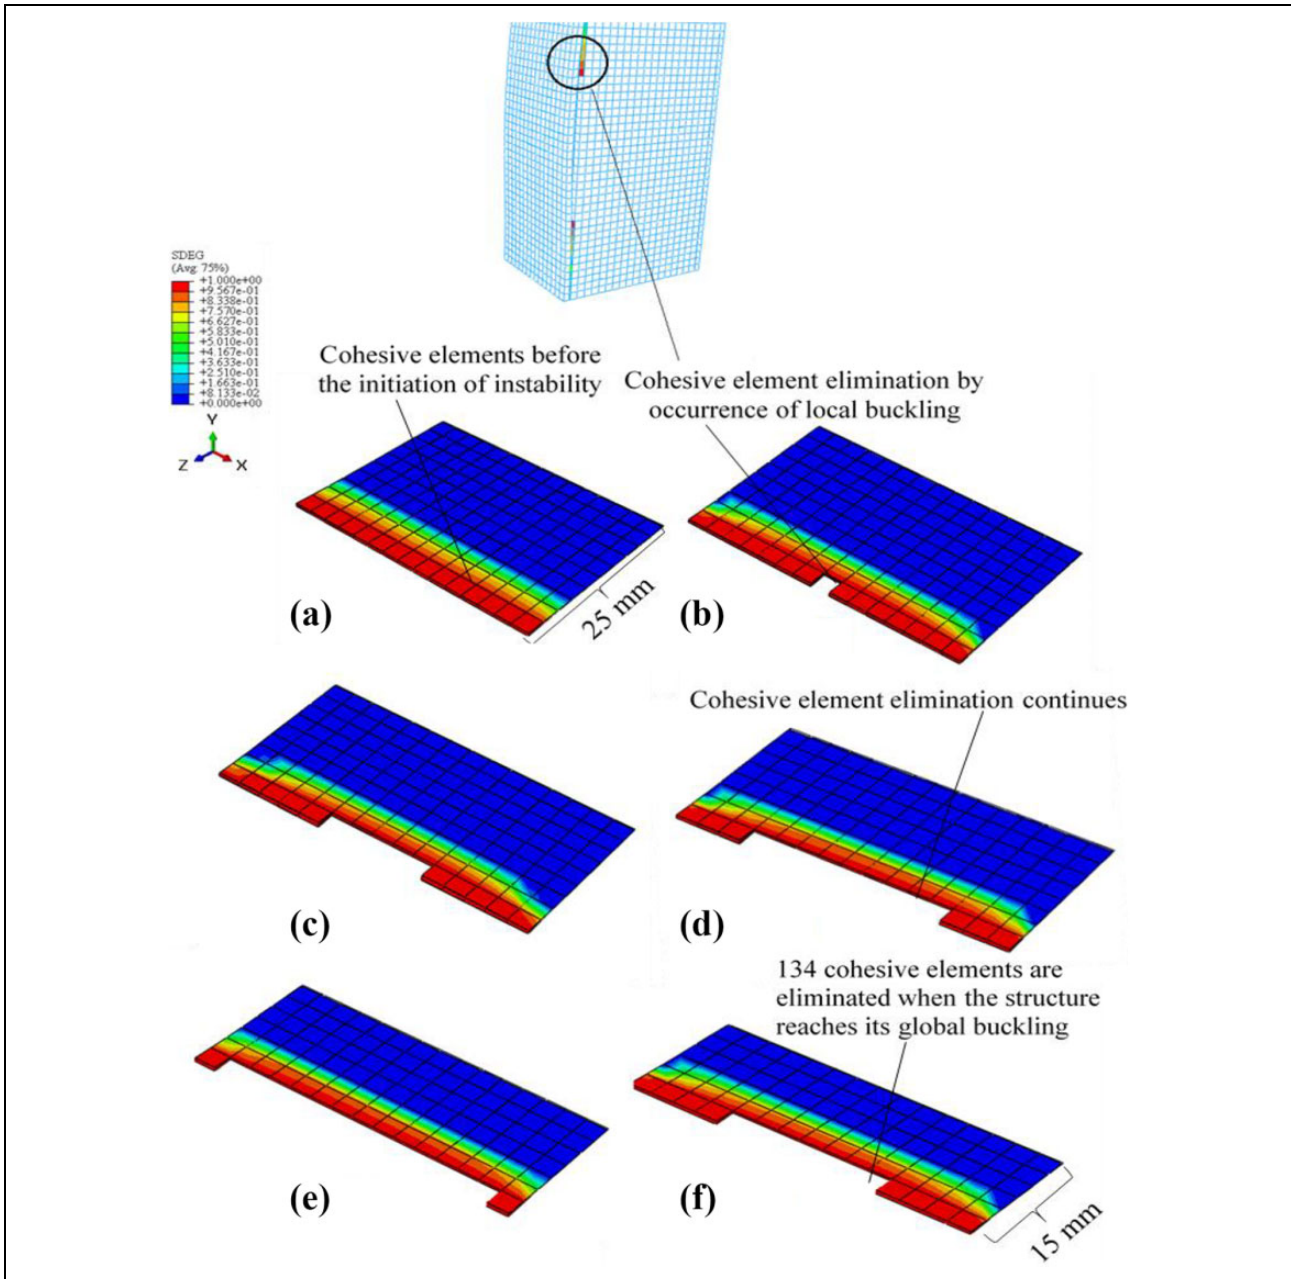 SDEG
(Avg: 75%)
+1.000e+00
+9.567e-01
+8.338e-01
+7.570e-01
+6.627e-01
+5.833e-01
+5.010e-01
+4.167e-01
+3.633e-01
+2.510e-01
+1.663e-01
+8.133e-02
+0.000e+00
Y
Z
X
Cohesive elements before
the initiation of instability
Cohesive element elimination by
occurrence of local buckling
(a)
25 mm
(b)
Cohesive element elimination continues
(c)
(d)
134 cohesive elements are
eliminated when the structure
reaches its global buckling
(e)
(f)
15 mm